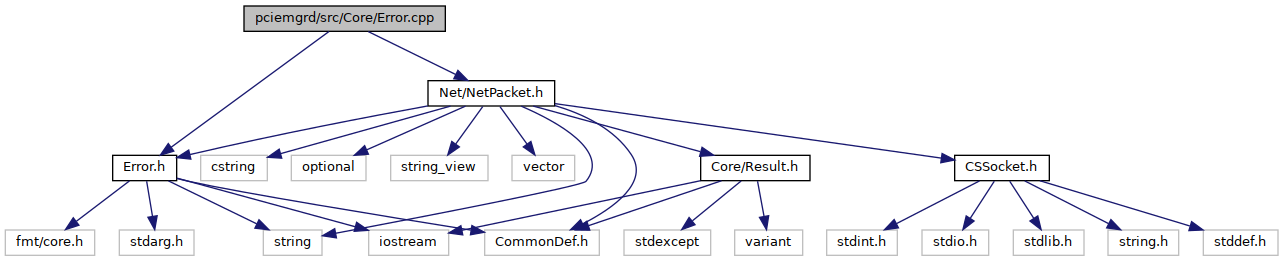 pciemgrd/src/Core/Error.cpp
Net/NetPacket.h
Error.h
cstring
optional
string_view
vector
Core/Result.h
CSSocket.h
fmt/core.h
stdarg.h
string
iostream
CommonDef.h
stdexcept
variant
stdint.h
stdio.h
stdlib.h
string.h
stddef.h